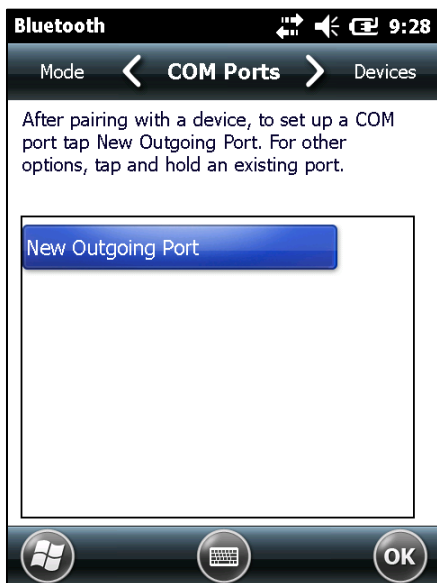 Bluetooth 9:28
Mode COM Ports Devices
After pairing with a device, to set up a COM
port tap New Outgoing Port. For other
options, tap and hold an existing port.
New Outgoing Port
OK